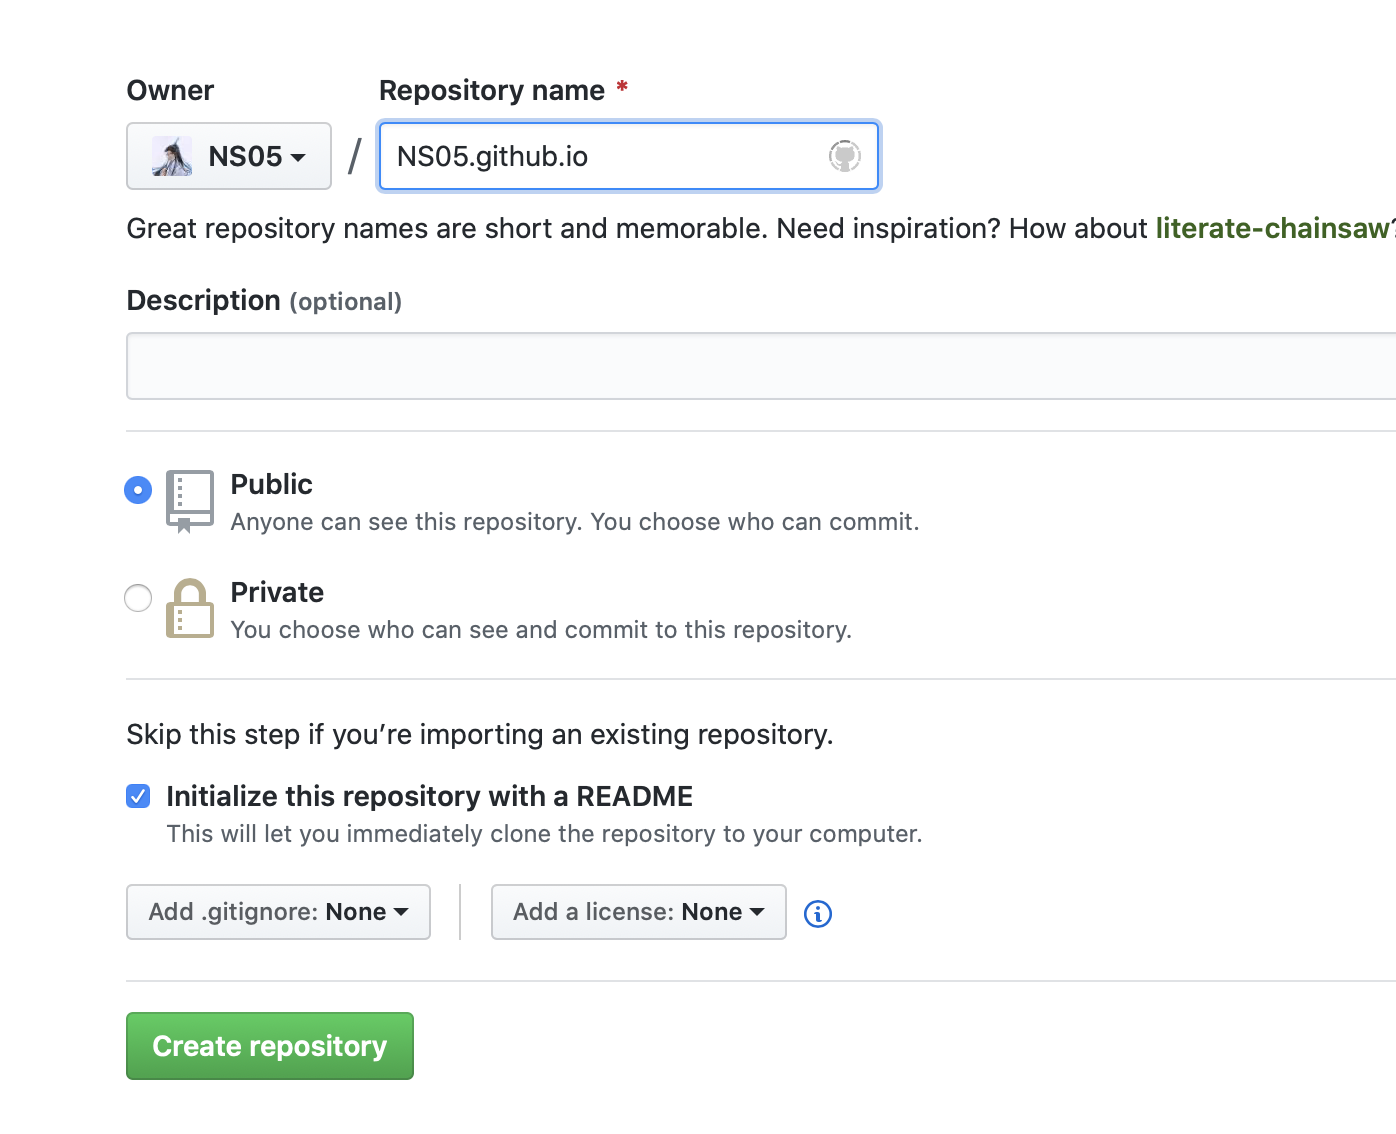 Owner Repository name *
NS05 / NS05.github.io
Great repository names are short and memorable. Need inspiration? How about literate-chainsaw?
Description (optional)
Public
Anyone can see this repository. You choose who can commit.
Private
You choose who can see and commit to this repository.
Skip this step if you’re importing an existing repository.
Initialize this repository with a README
This will let you immediately clone the repository to your computer.
Add .gitignore: None Add a license: None
Create repository